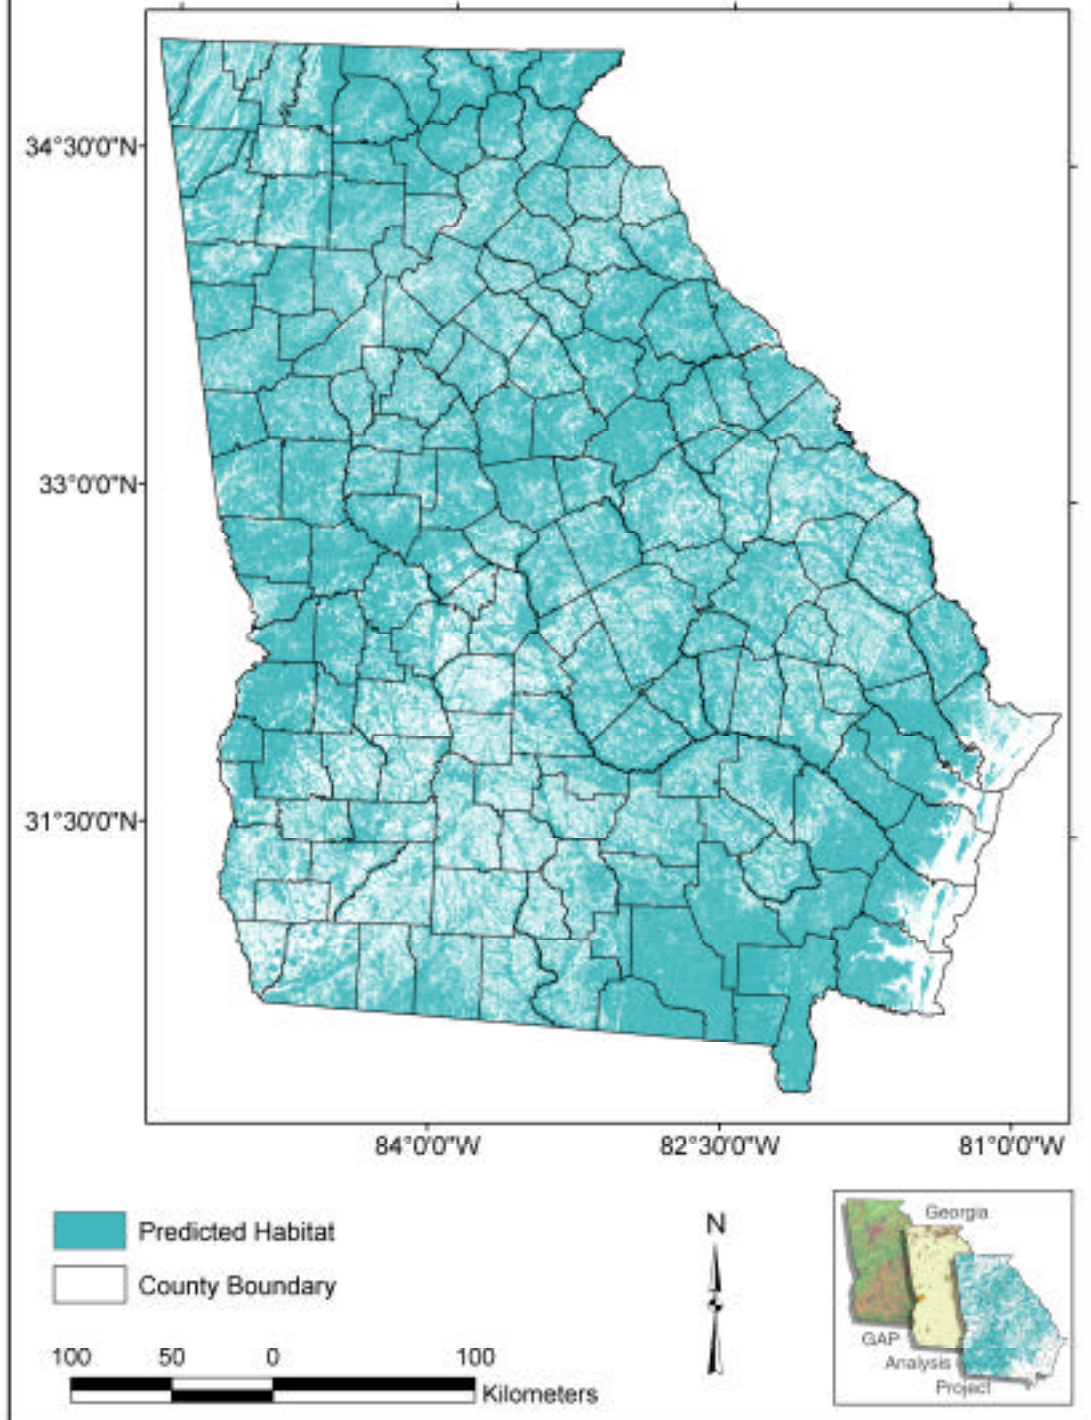 34°30'0"N
33°0'0"N
31°30'0"N
84°0'0"W 82°30'0"W 81°0'0"W
Predicted Habitat
County Boundary
N
100 50 0 100
Kilometers
Georgia
GAP
Analysis
Project